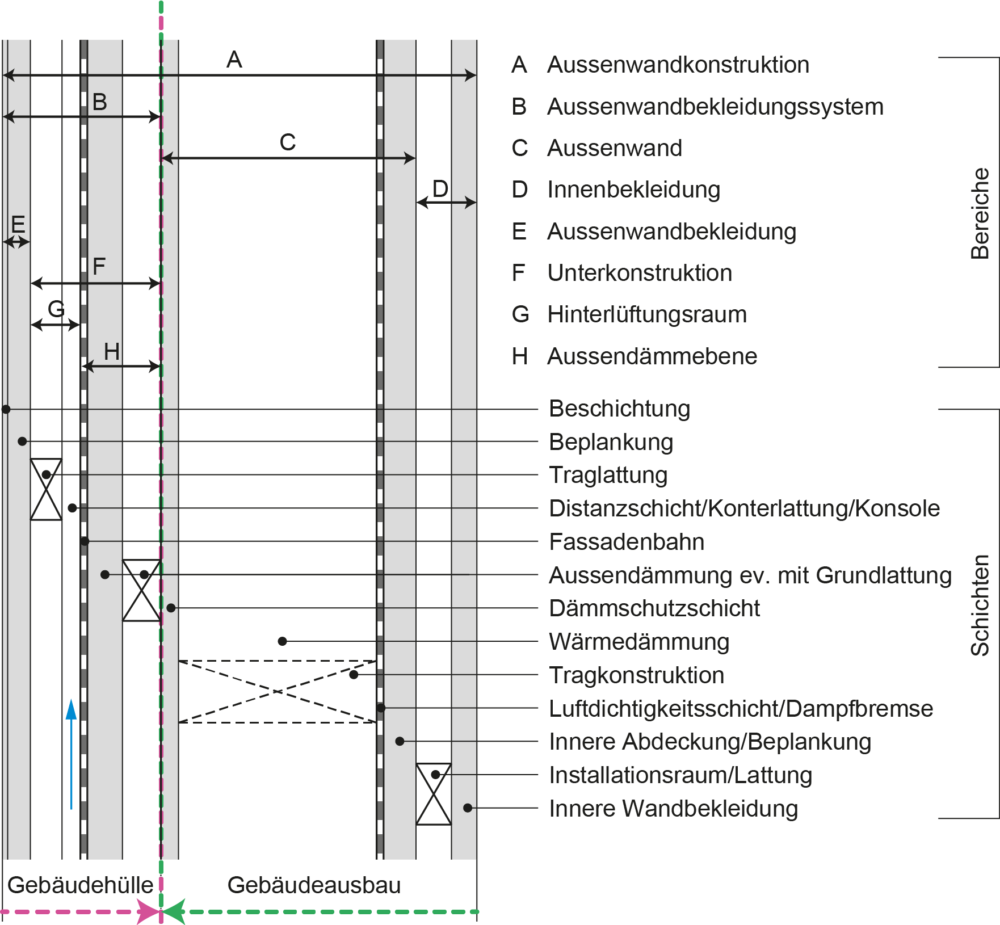 A
B
C
D
E
F
G
H
A Aussenwandkonstruktion
B Aussenwandbekleidungssystem
C Aussenwand
D Innenbekleidung
E Aussenwandbekleidung
F Unterkonstruktion
G Hinterlüftungsraum
H Aussendämmebene
Bereiche
Beschichtung
Beplankung
Traglattung
Distanzschicht/Konterlattung/Konsole
Fassadenbahn
Aussendämmung ev. mit Grundlattung
Dämmschutzschicht
Wärmedämmung
Tragkonstruktion
Luftdichtigkeitsschicht/Dampfbremse
Innere Abdeckung/Beplankung
Installationsraum/Lattung
Innere Wandbekleidung
Schichten
Gebäudehülle
Gebäudeausbau